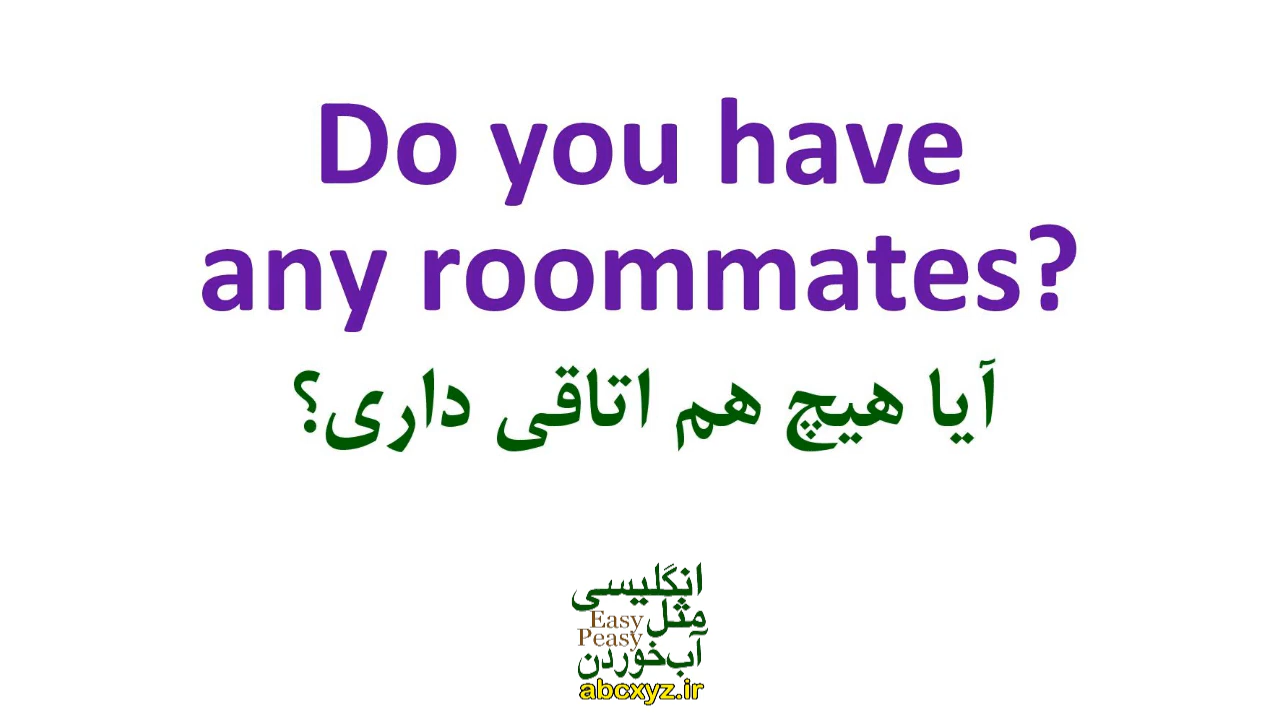 Do you have
any roommates?
آیا هیچ هم اتاقی داری؟
انگلیسی
مثل Easy
Peasy
آب‌خوردن
abcxyz.ir